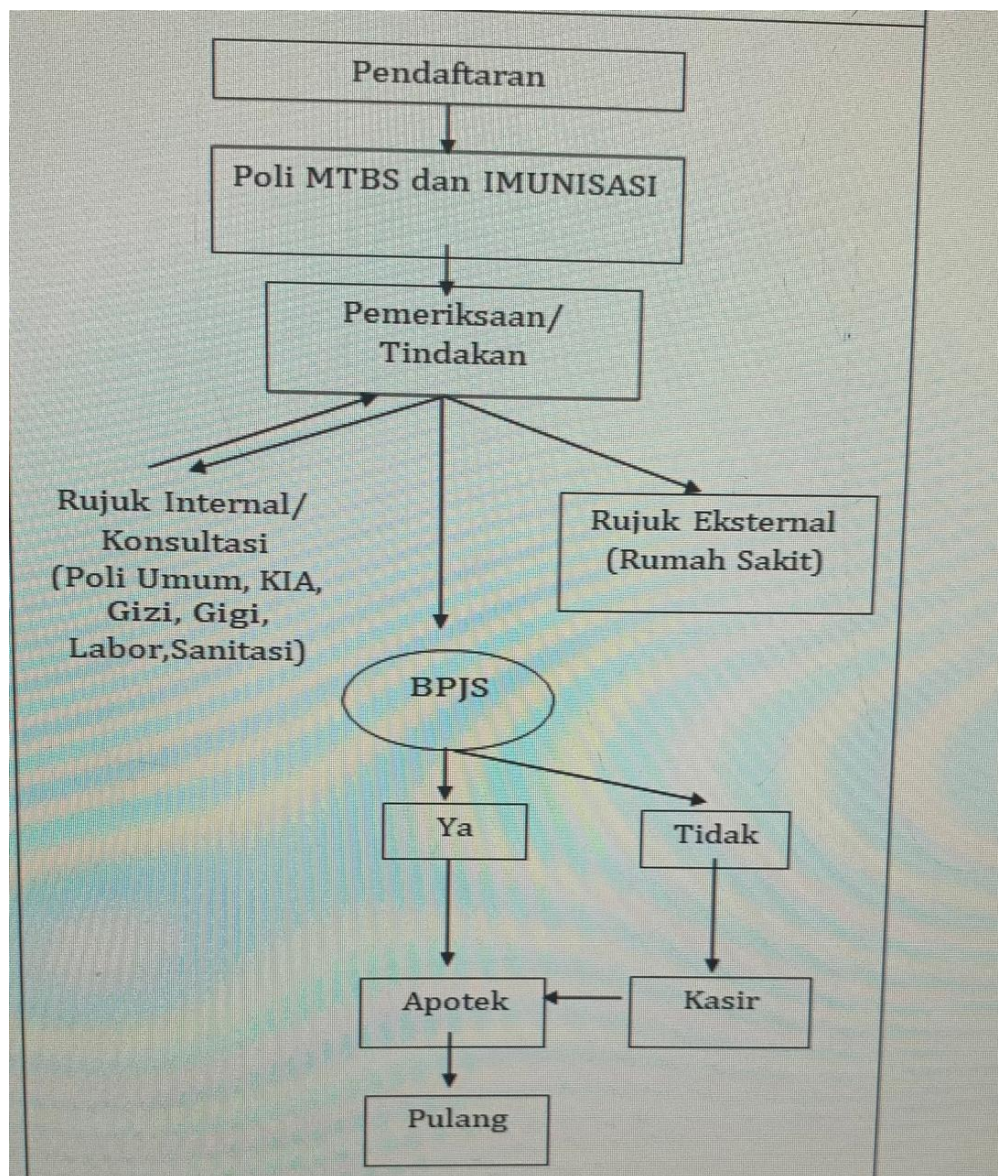 Pendaftaran
Poli MTBS dan IMUNISASI
Pemeriksaan/
Tindakan
Rujuk Internal/
Konsultasi
(Poli Umum, KIA,
Gizi, Gigi,
Labor,Sanitasi)
Rujuk Eksternal
(Rumah Sakit)
BPJS
Ya
Tidak
Apotek
Kasir
Pulang